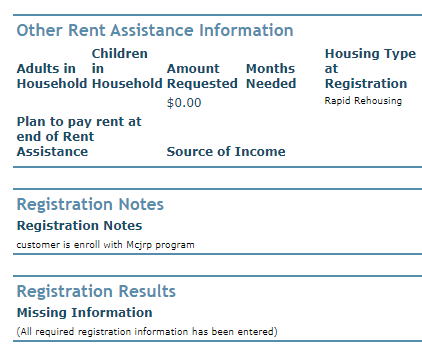 Other Rent Assistance Information
Adults in Household Children in Household Amount Requested Months Needed Housing Type at Registration
$0.00 Rapid Rehousing
Plan to pay rent at end of Rent Assistance Source of Income
Registration Notes
Registration Notes
customer is enroll with Mcjrp program
Registration Results
Missing Information
(All required registration information has been entered)